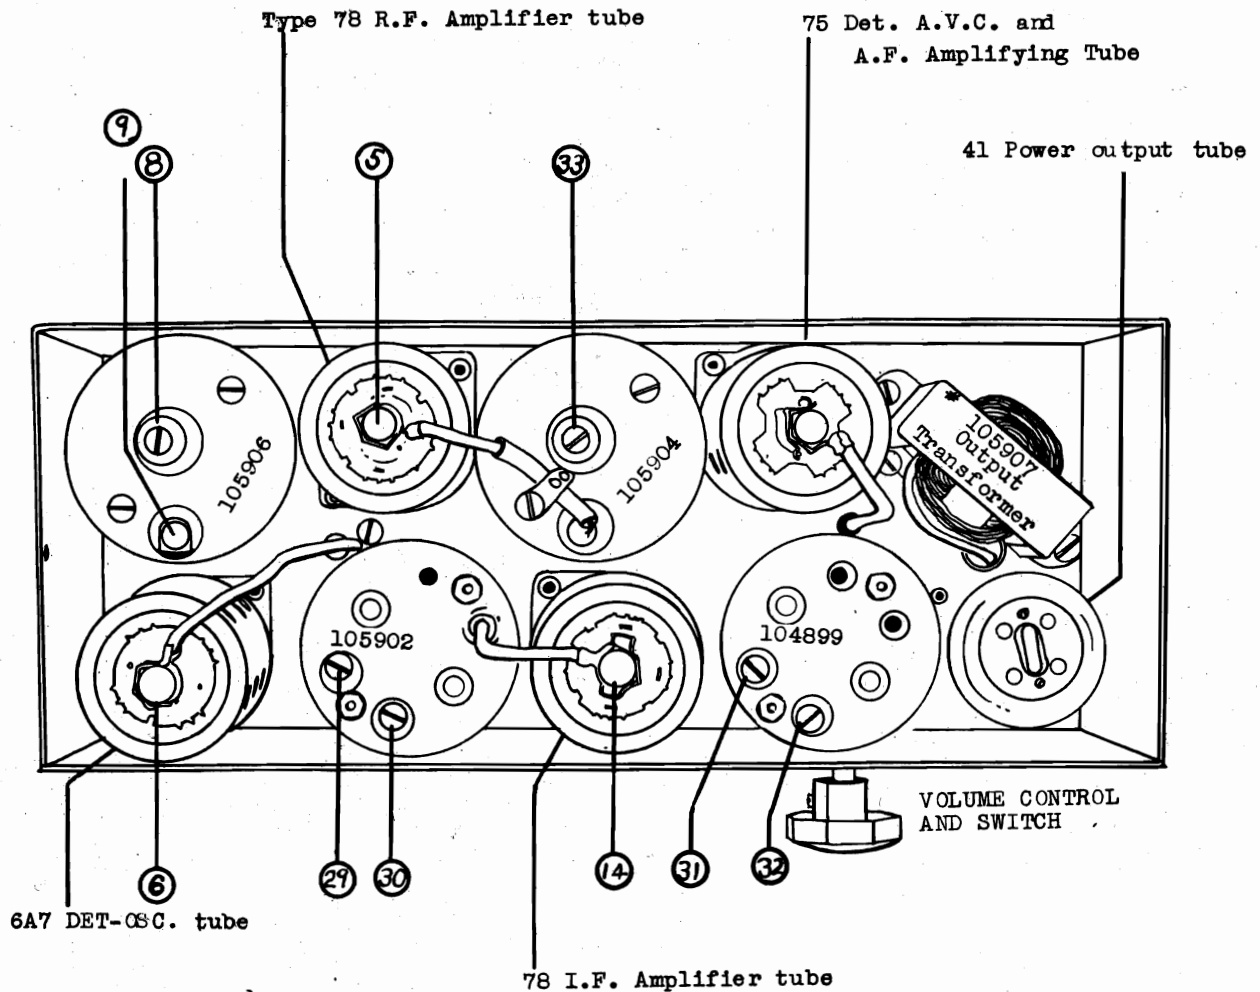 Type 78 R.F. Amplifier tube
75 Det. A.V.C. and
A.F. Amplifying Tube
41 Power output tube
9
8
5
33
105906
105904
* 105907
Output
Transformer
105902
104899
VOLUME CONTROL
AND SWITCH
6
29
30
14
31
32
6A7 DET-OSC. tube
78 I.F. Amplifier tube